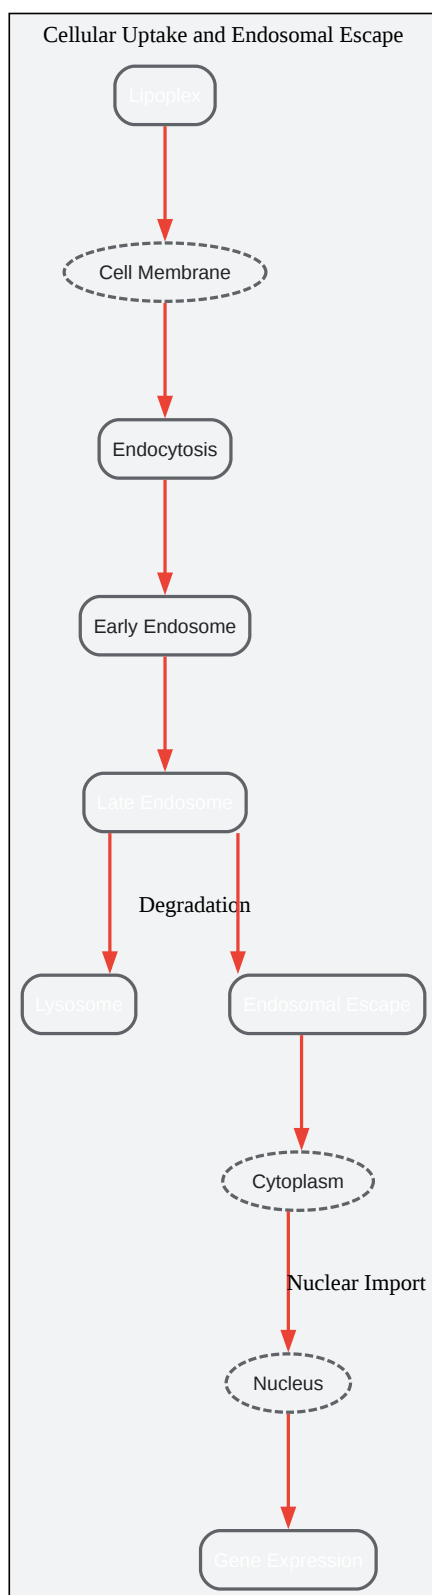 Cellular Uptake and Endosomal Escape
Lipoplex
Cell Membrane
Endocytosis
Early Endosome
Late Endosome
Degradation
Lysosome
Endosomal Escape
Cytoplasm
Nuclear Import
Nucleus
Gene Expression